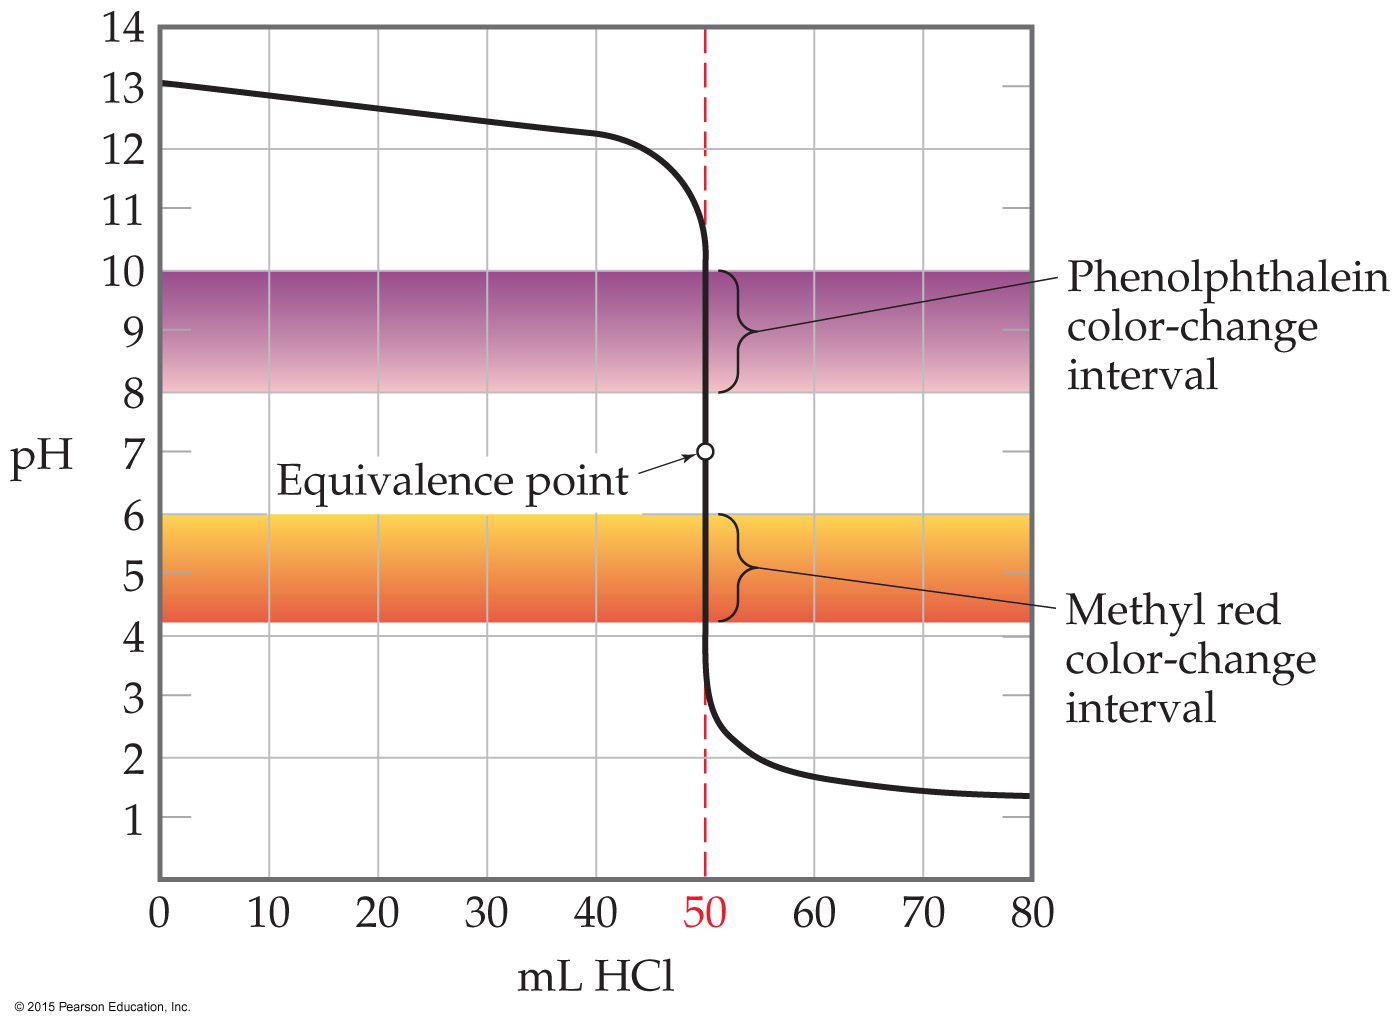 14
13
12
11
10
9
8
pH
7
6
5
4
3
2
1
Phenolphthalein
color-change
interval
Equivalence point
Methyl red
color-change
interval
0 10 20 30 40 50 60 70 80
mL HCl
© 2015 Pearson Education, Inc.